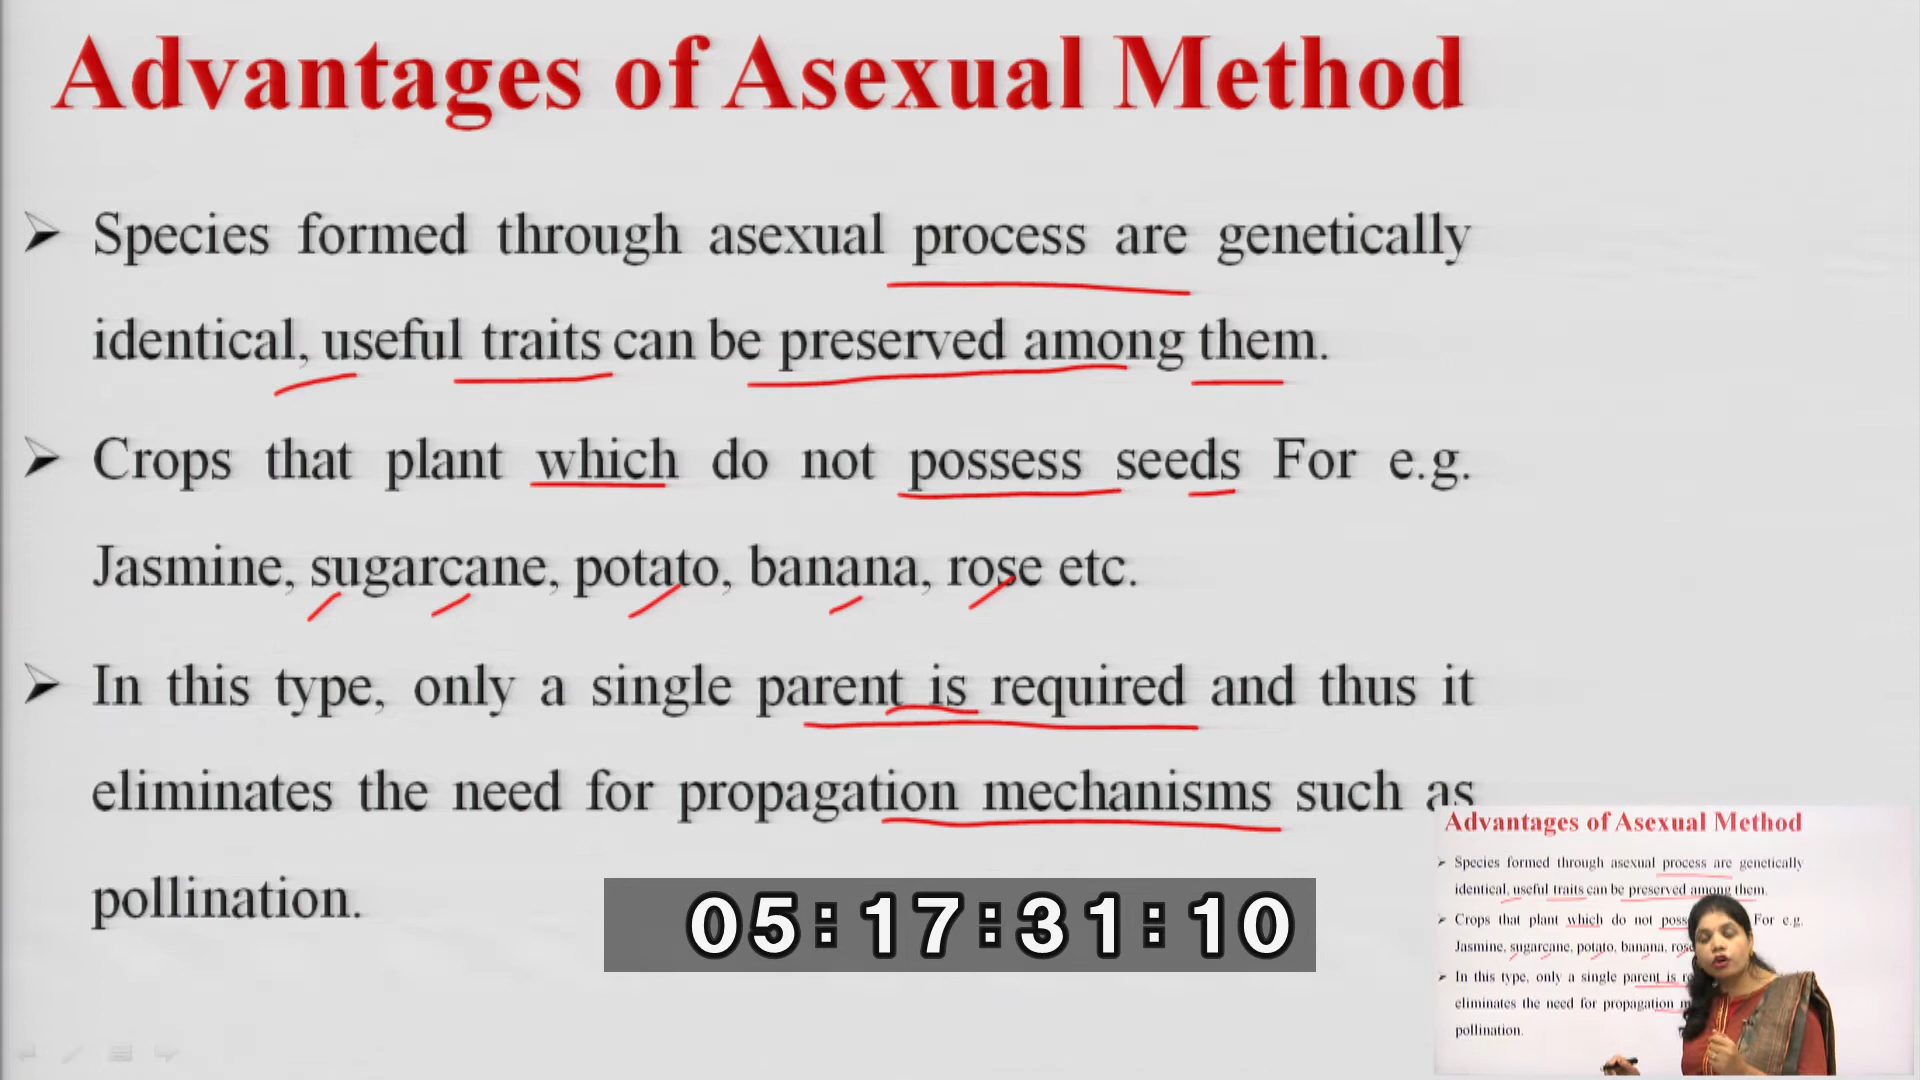 Advantages of Asexual Method
Species formed through asexual process are genetically
identical, useful traits can be preserved among them.
Crops that plant which do not possess seeds For e.g.
Jasmine, sugarcane, potato, banana, rose etc.
In this type, only a single parent is required and thus it
eliminates the need for propagation mechanisms such as
pollination.
05:17:31:10
Advantages of Asexual Method
Species formed through asexual process are genetically
identical, useful traits can be preserved among them.
Crops that plant which do not For e.g.
Jasmine, sugarcane, potato, banana,
In this type, only a single parent is
eliminates the need for propagation
pollination.